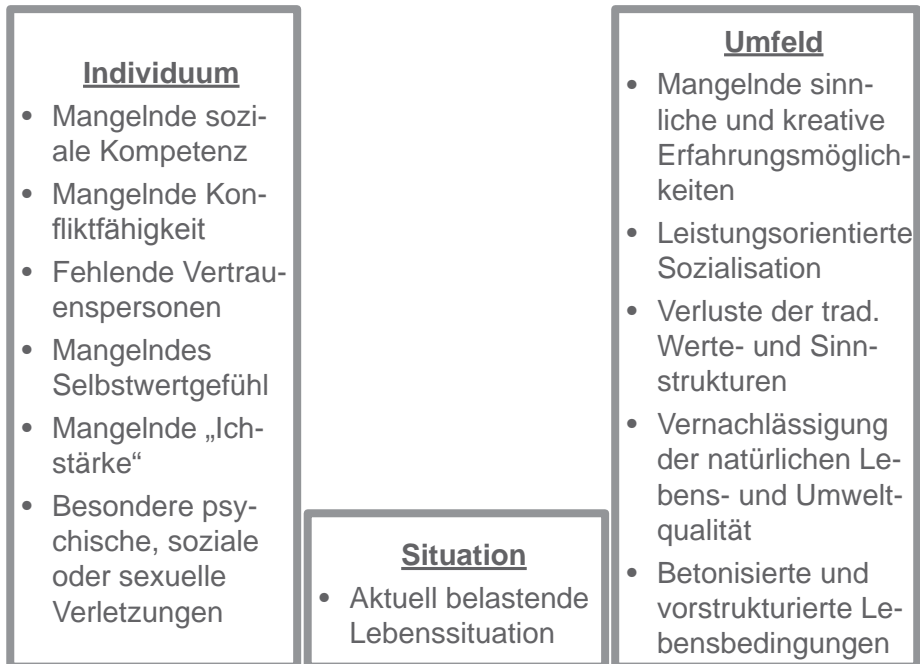 Individuum
• Mangelnde sozi-
ale Kompetenz
• Mangelnde Kon-
fliktfähigkeit
• Fehlende Vertrau-
enspersonen
• Mangelndes
Selbstwertgefühl
• Mangelnde „Ich-
stärke“
• Besondere psy-
chische, soziale
oder sexuelle
Verletzungen
Situation
• Aktuell belastende
Lebenssituation
Umfeld
• Mangelnde sinn-
liche und kreative
Erfahrungsmöglich-
keiten
• Leistungsorientierte
Sozialisation
• Verluste der trad.
Werte- und Sinn-
strukturen
• Vernachlässigung
der natürlichen Le-
bens- und Umwelt-
qualität
• Betonisierte und
vorstrukturierte Le-
bensbedingungen